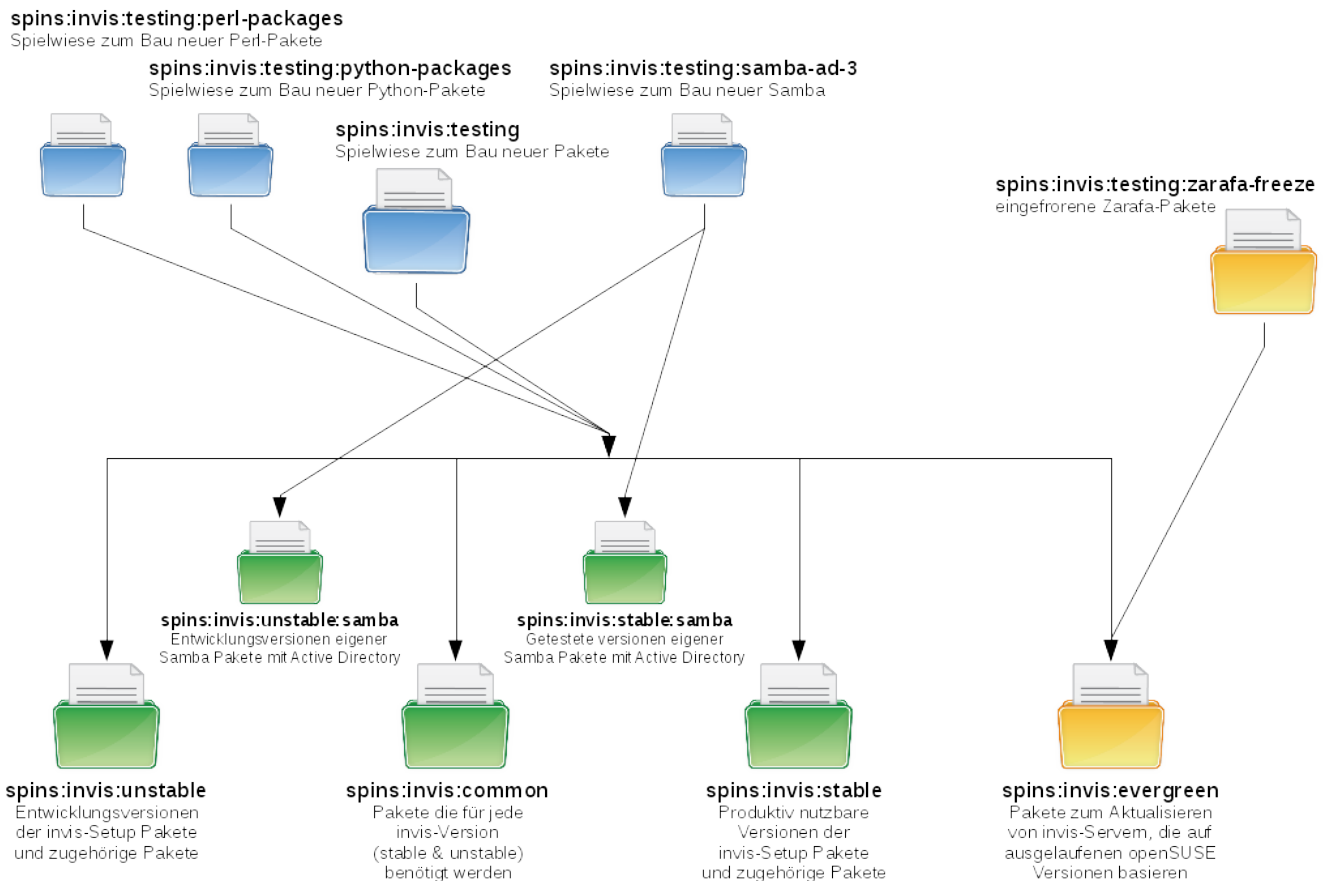 spins:invis:testing:perl-packages
Spielwiese zum Bau neuer Perl-Pakete
spins:invis:testing:python-packages
Spielwiese zum Bau neuer Python-Pakete
spins:invis:testing:samba-ad-3
Spielwiese zum Bau neuer Samba
spins:invis:testing
Spielwiese zum Bau neuer Pakete
spins:invis:testing:zarafa-freeze
eingefrorene Zarafa-Pakete
spins:invis:unstable:samba
Entwicklungsversionen eigener
Samba Pakete mit Active Directory
spins:invis:stable:samba
Getestete versionen eigener
Samba Pakete mit Active Directory
spins:invis:unstable
Entwicklungsversionen
der invis-Setup Pakete
und zugehörige Pakete
spins:invis:common
Pakete die für jede
invis-Version
(stable & unstable)
benötigt werden
spins:invis:stable
Produktiv nutzbare
Versionen der
invis-Setup Pakete
und zugehörige Pakete
spins:invis:evergreen
Pakete zum Aktualisieren
von invis-Servern, die auf
ausgelaufenen openSUSE
Versionen basieren